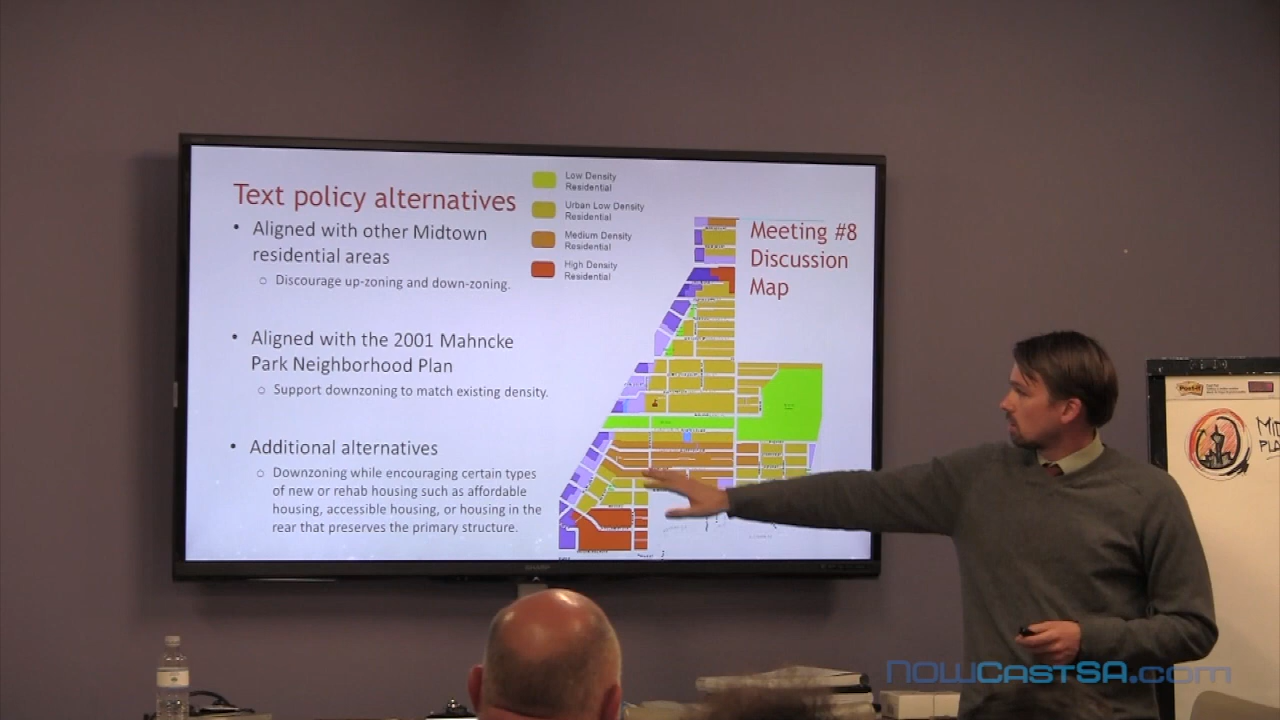 Text policy alternatives
• Aligned with other Midtown
residential areas
○ Discourage up-zoning and down-zoning.
• Aligned with the 2001 Mahncke
Park Neighborhood Plan
○ Support downzoning to match existing density.
• Additional alternatives
○ Downzoning while encouraging certain types
of new or rehab housing such as affordable
housing, accessible housing, or housing in the
rear that preserves the primary structure.
Low Density
Residential
Urban Low Density
Residential
Medium Density
Residential
High Density
Residential
Meeting #8
Discussion
Map
SHARP
Post-it
NOWCASTSA.com